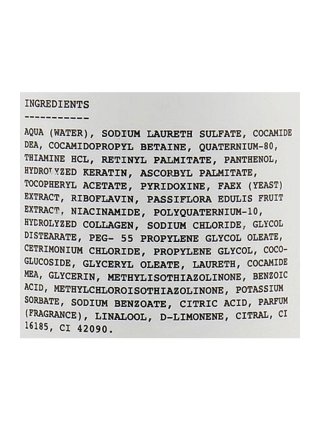 INGREDIENTS
-----------
AQUA (WATER), SODIUM LAURETH SULFATE, COCAMIDE
DEA, COCAMIDOPROPYL BETAINE, QUATERNIUM-80,
THIAMINE HCL, RETINYL PALMITATE, PANTHENOL,
HYDROLYZED KERATIN, ASCORBYL PALMITATE,
TOCOPHERYL ACETATE, PYRIDOXINE, FAEX (YEAST)
EXTRACT, RIBOFLAVIN, PASSIFLORA EDULIS FRUIT
EXTRACT, NIACINAMIDE, POLYQUATERNIUM-10,
HYDROLYZED COLLAGEN, SODIUM CHLORIDE, GLYCOL
DISTEARATE, PEG- 55 PROPYLENE GLYCOL OLEATE,
CETRIMONIUM CHLORIDE, PROPYLENE GLYCOL, COCO-
GLUCOSIDE, GLYCERYL OLEATE, LAURETH, COCAMIDE
MEA, GLYCERIN, METHYLISOTHIAZOLINONE, BENZOIC
ACID, METHYLCHLOROISOTHIAZOLINONE, POTASSIUM
SORBATE, SODIUM BENZOATE, CITRIC ACID, PARFUM
(FRAGRANCE), LINALOOL, D-LIMONENE, CITRAL, CI
16185, CI 42090.